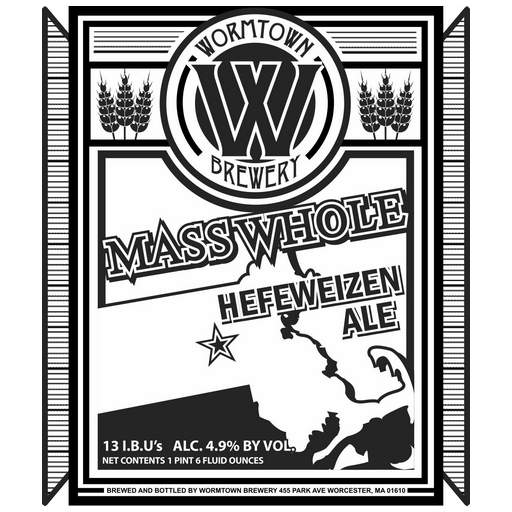 WORMTOWN
W
BREWERY
MASS WHOLE
HEFEWEIZEN
ALE
13 I.B.U's ALC. 4.9% BY VOL.
NET CONTENTS 1 PINT 6 FLUID OUNCES
BREWED AND BOTTLED BY WORMTOWN BREWERY 455 PARK AVE WORCESTER, MA 01610